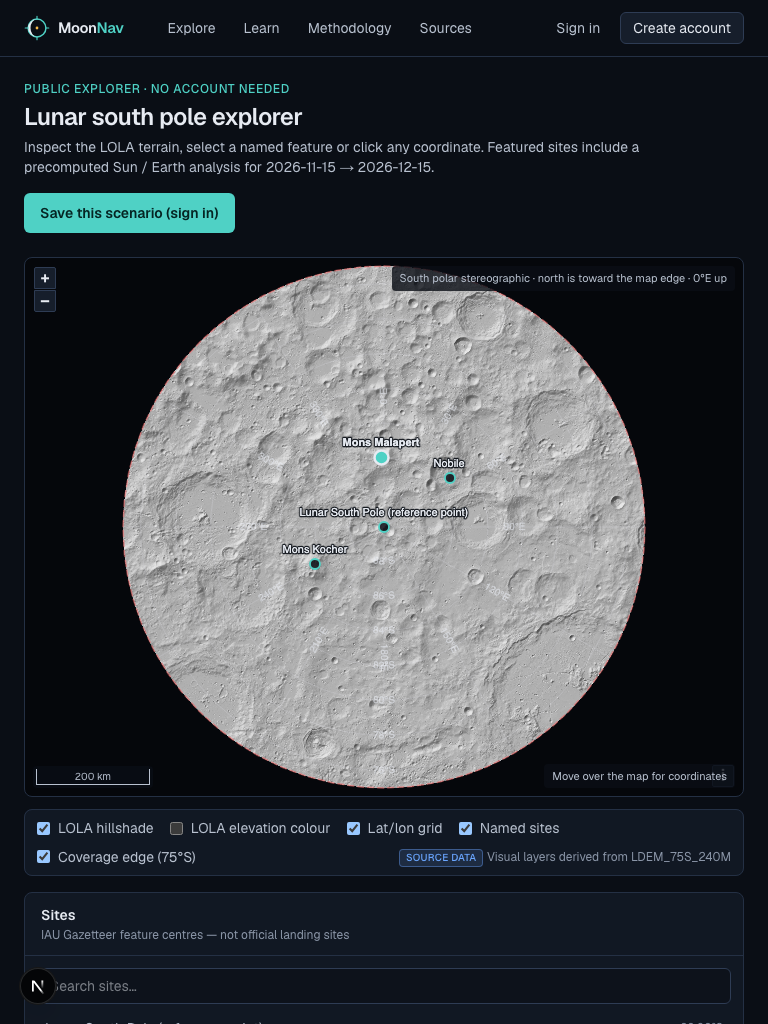 MoonNav Explore Learn Methodology Sources Sign in Create account
PUBLIC EXPLORER · NO ACCOUNT NEEDED
Lunar south pole explorer
Inspect the LOLA terrain, select a named feature or click any coordinate. Featured sites include a
precomputed Sun / Earth analysis for 2026-11-15 → 2026-12-15.
Save this scenario (sign in)
+
South polar stereographic · north is toward the map edge · 0°E up
−
Mons Malapert
Nobile
Lunar South Pole (reference point)
Mons Kocher
200 km
Move over the map for coordinates
LOLA hillshade LOLA elevation colour Lat/lon grid Named sites
Coverage edge (75°S) SOURCE DATA Visual layers derived from LDEM_75S_240M
Sites
IAU Gazetteer feature centres — not official landing sites
N
Search sites...